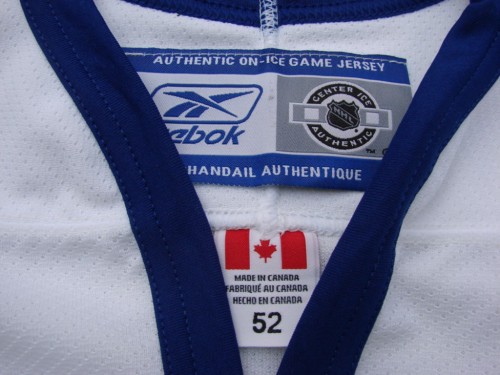 AUTHENTIC ON-ICE GAME JERSEY
CENTER ICE
NHL
AUTHENTIC
TM
HANDAIL AUTHENTIQUE
MADE IN CANADA
FABRIQUÉ AU CANADA
HECHO EN CANADA
52